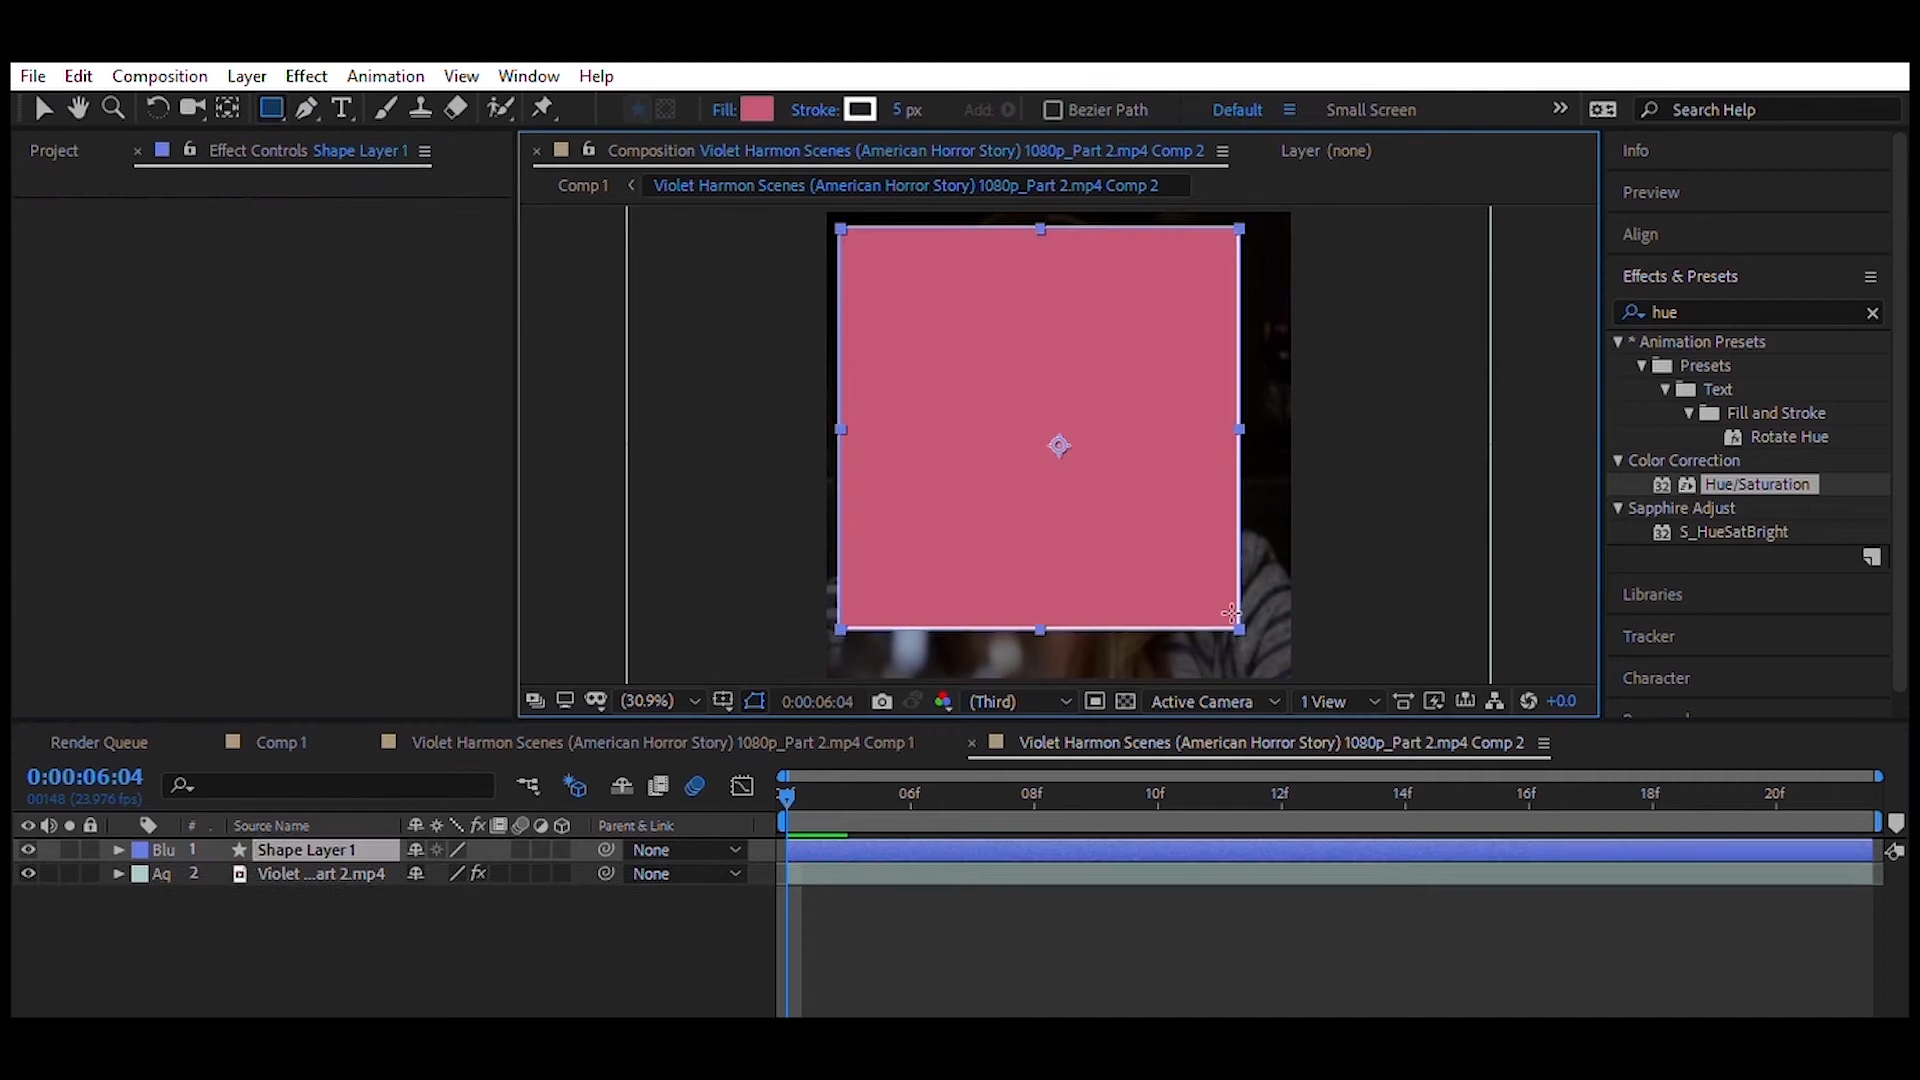 File Edit Composition Layer Effect Animation View Window Help
Fill: Stroke: 5 px Add: Bezier Path Default Small Screen Search Help
Project Effect Controls Shape Layer 1
Composition Violet Harmon Scenes (American Horror Story) 1080p_Part 2.mp4 Comp 2 Layer (none)
Comp 1 Violet Harmon Scenes (American Horror Story) 1080p_Part 2.mp4 Comp 2
Info
Preview
Align
Effects & Presets
hue
* Animation Presets
Presets
Text
Fill and Stroke
Rotate Hue
Color Correction
32 Hue/Saturation
Sapphire Adjust
32 S_HueSatBright
Libraries
Tracker
Character
(30.9%) 0:00:06:04 (Third) Active Camera 1 View +0.0
Render Queue Comp 1 Violet Harmon Scenes (American Horror Story) 1080p_Part 2.mp4 Comp 1 Violet Harmon Scenes (American Horror Story) 1080p_Part 2.mp4 Comp 2
0:00:06:04
00148 (23.976 fps)
06f 08f 10f 12f 14f 16f 18f 20f
# Source Name fx Parent & Link
Blu 1 Shape Layer 1 None
Aq 2 Violet ...art 2.mp4 fx None